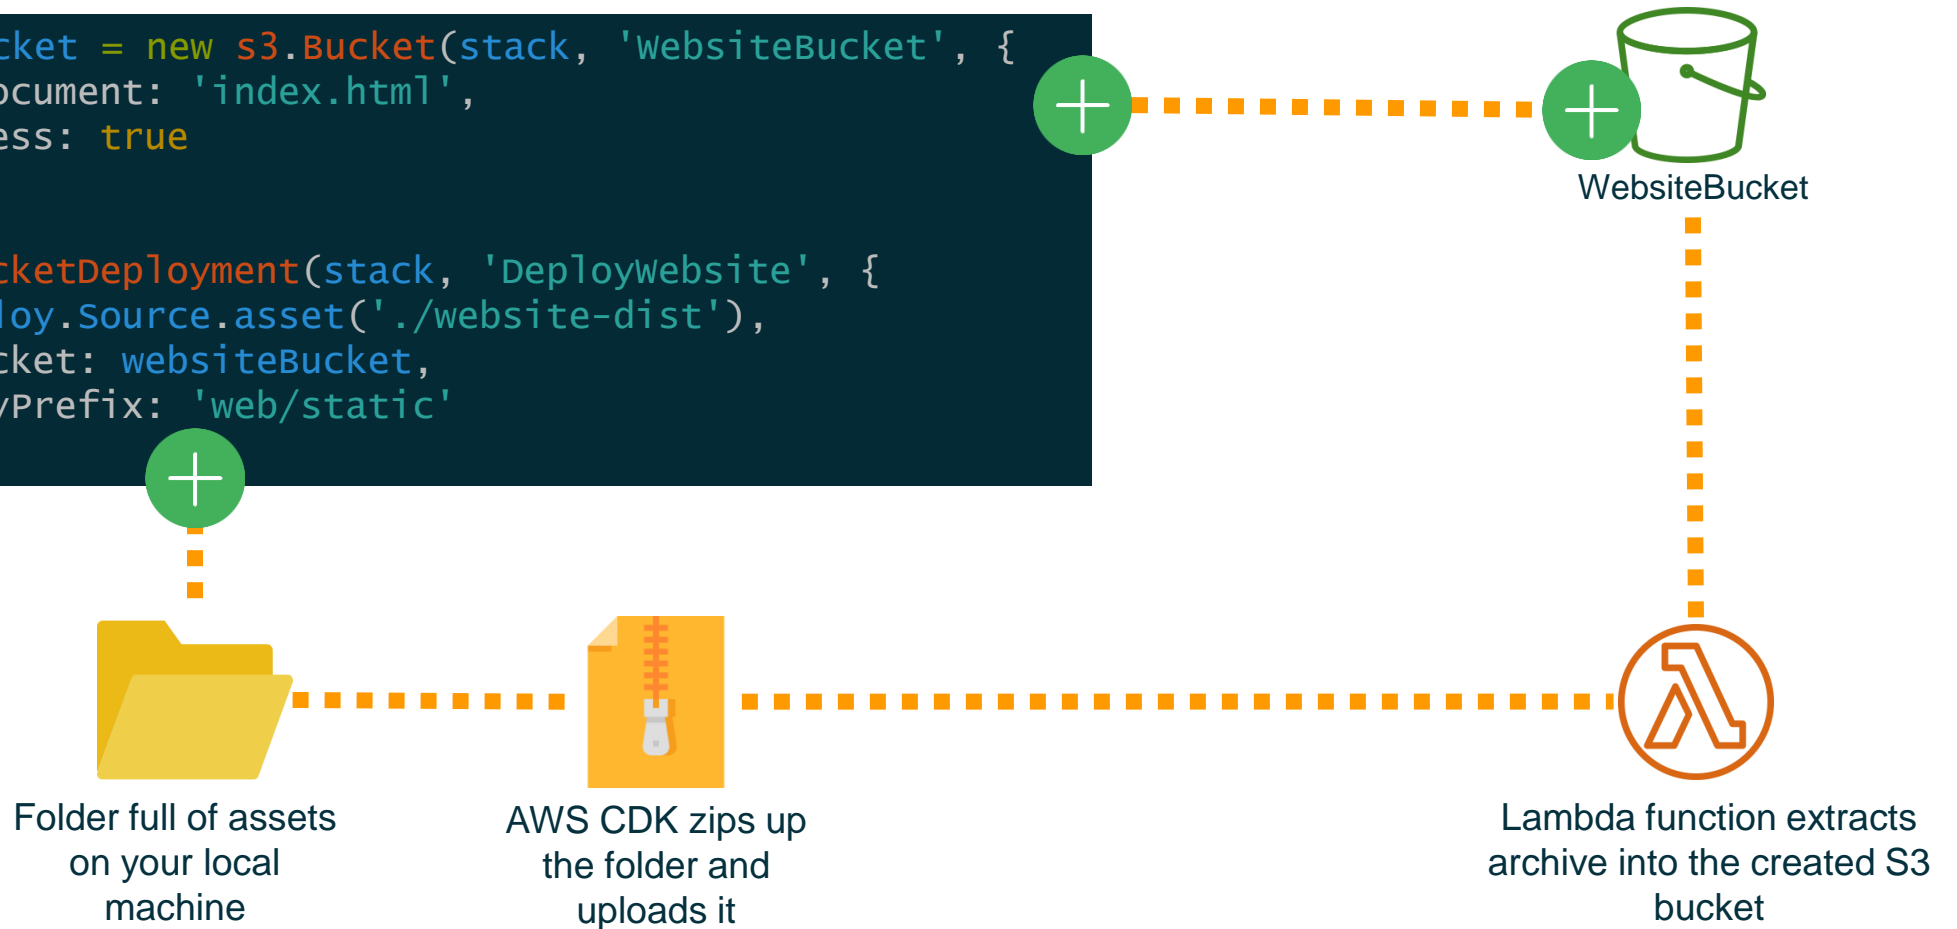 cket = new s3.Bucket(stack, 'WebsiteBucket', {
ocument: 'index.html',
ess: true
cketDeployment(stack, 'DeployWebsite', {
loy.Source.asset('./website-dist'),
cket: websiteBucket,
yPrefix: 'web/static'
WebsiteBucket
Folder full of assets
on your local
machine
AWS CDK zips up
the folder and
uploads it
Lambda function extracts
archive into the created S3
bucket